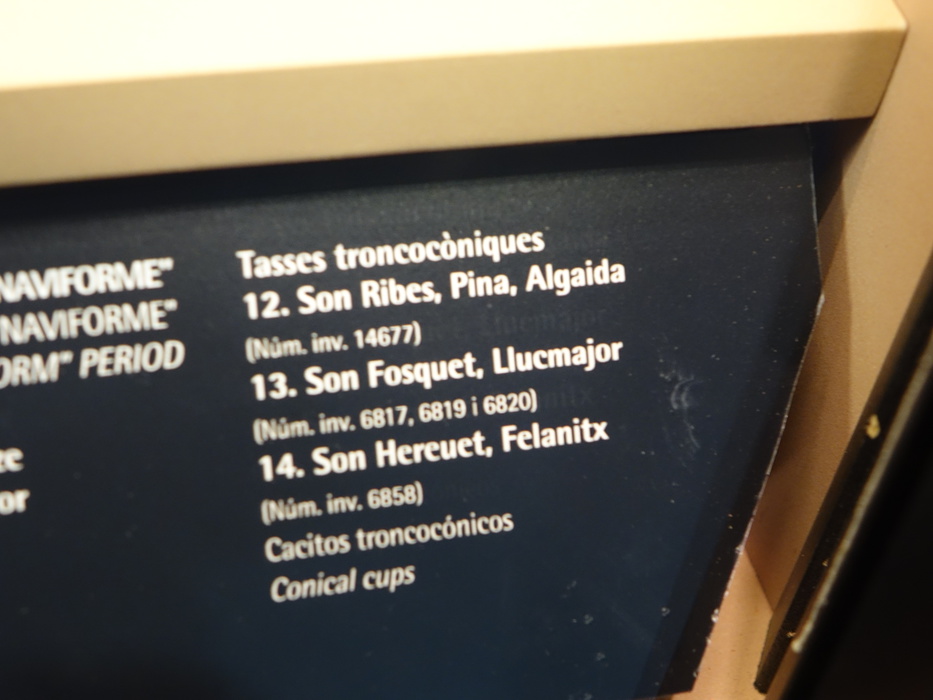 NAVIFORME"
NAVIFORME"
ORM" PERIOD
or
Tasses troncocòniques
12. Son Ribes, Pina, Algaida
(Núm. inv. 14677)
13. Son Fosquet, Llucmajor
(Núm. inv. 6817, 6819 i 6820)
14. Son Hereuet, Felanitx
(Núm. inv. 6858)
Cacitos troncocónicos
Conical cups